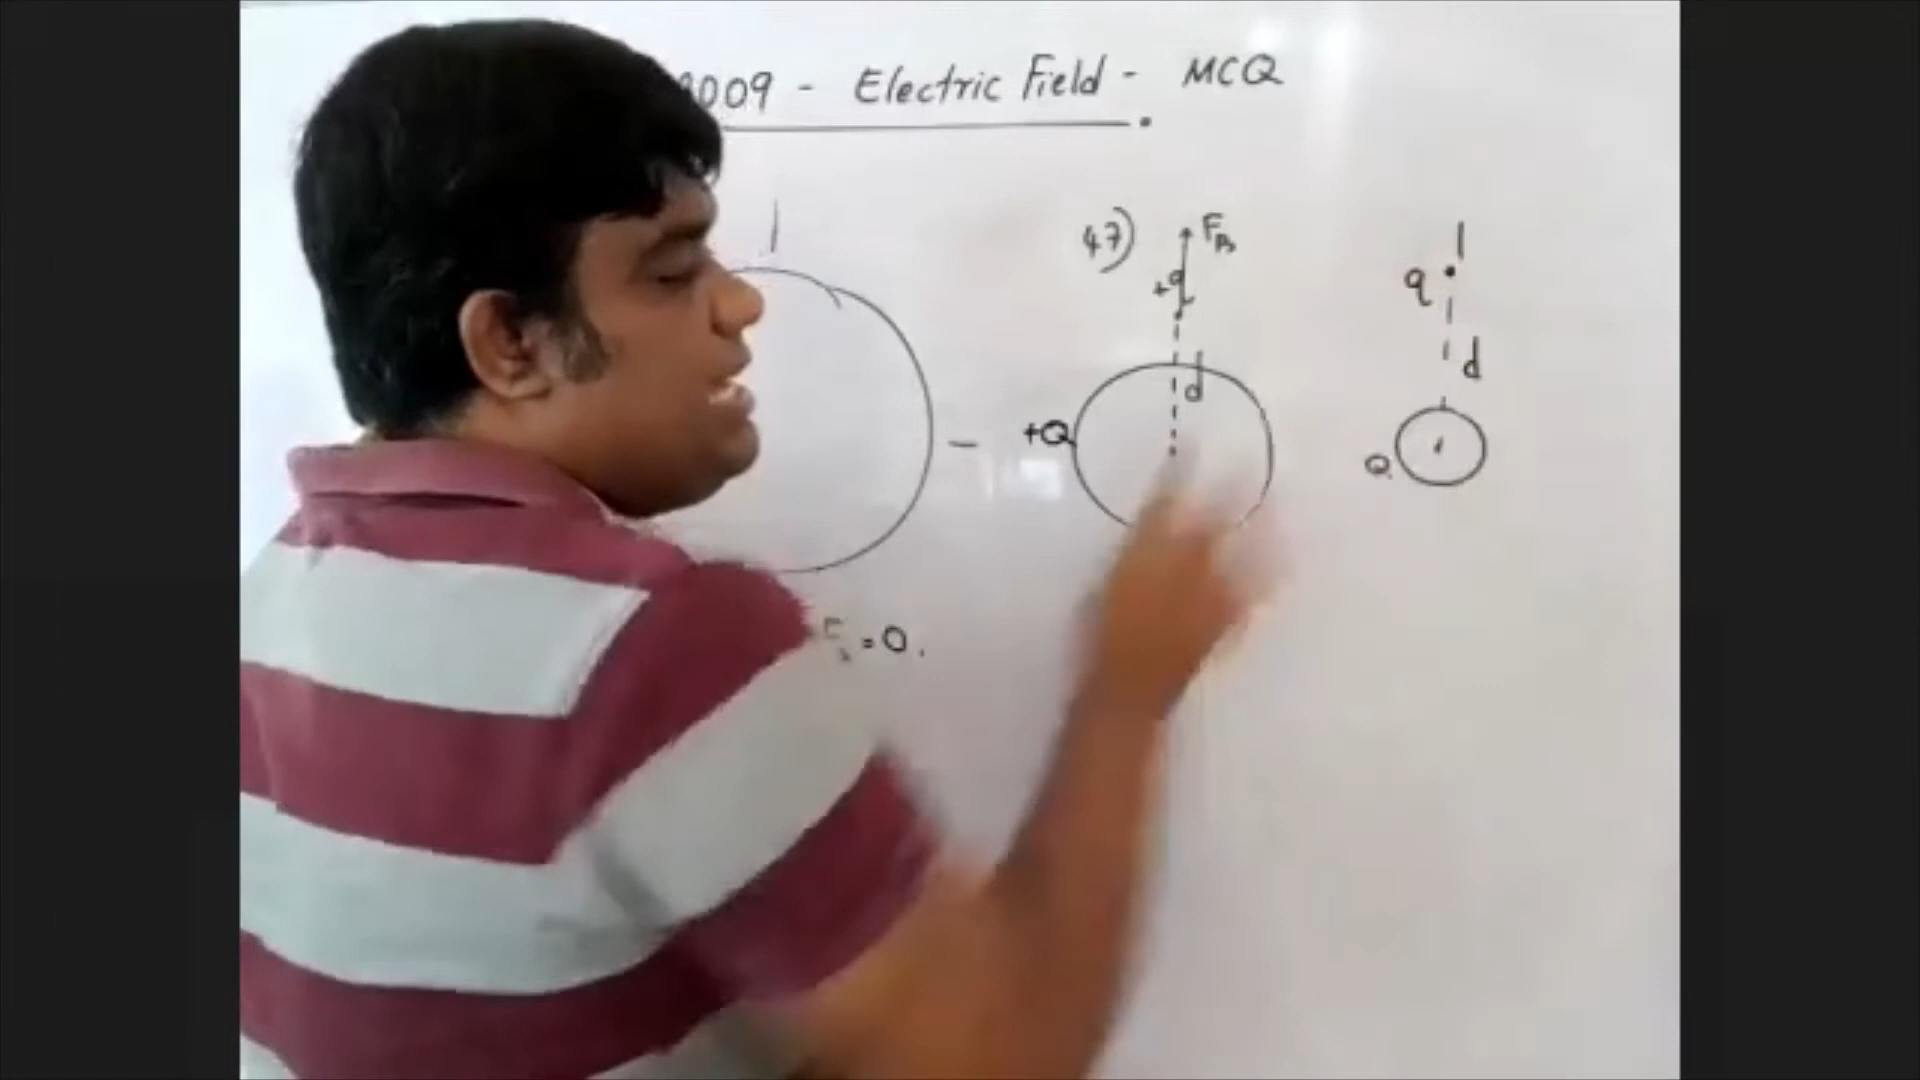 009 - Electric Field - MCQ
47)
+q
d
+Q
q
d
Q
= 0.